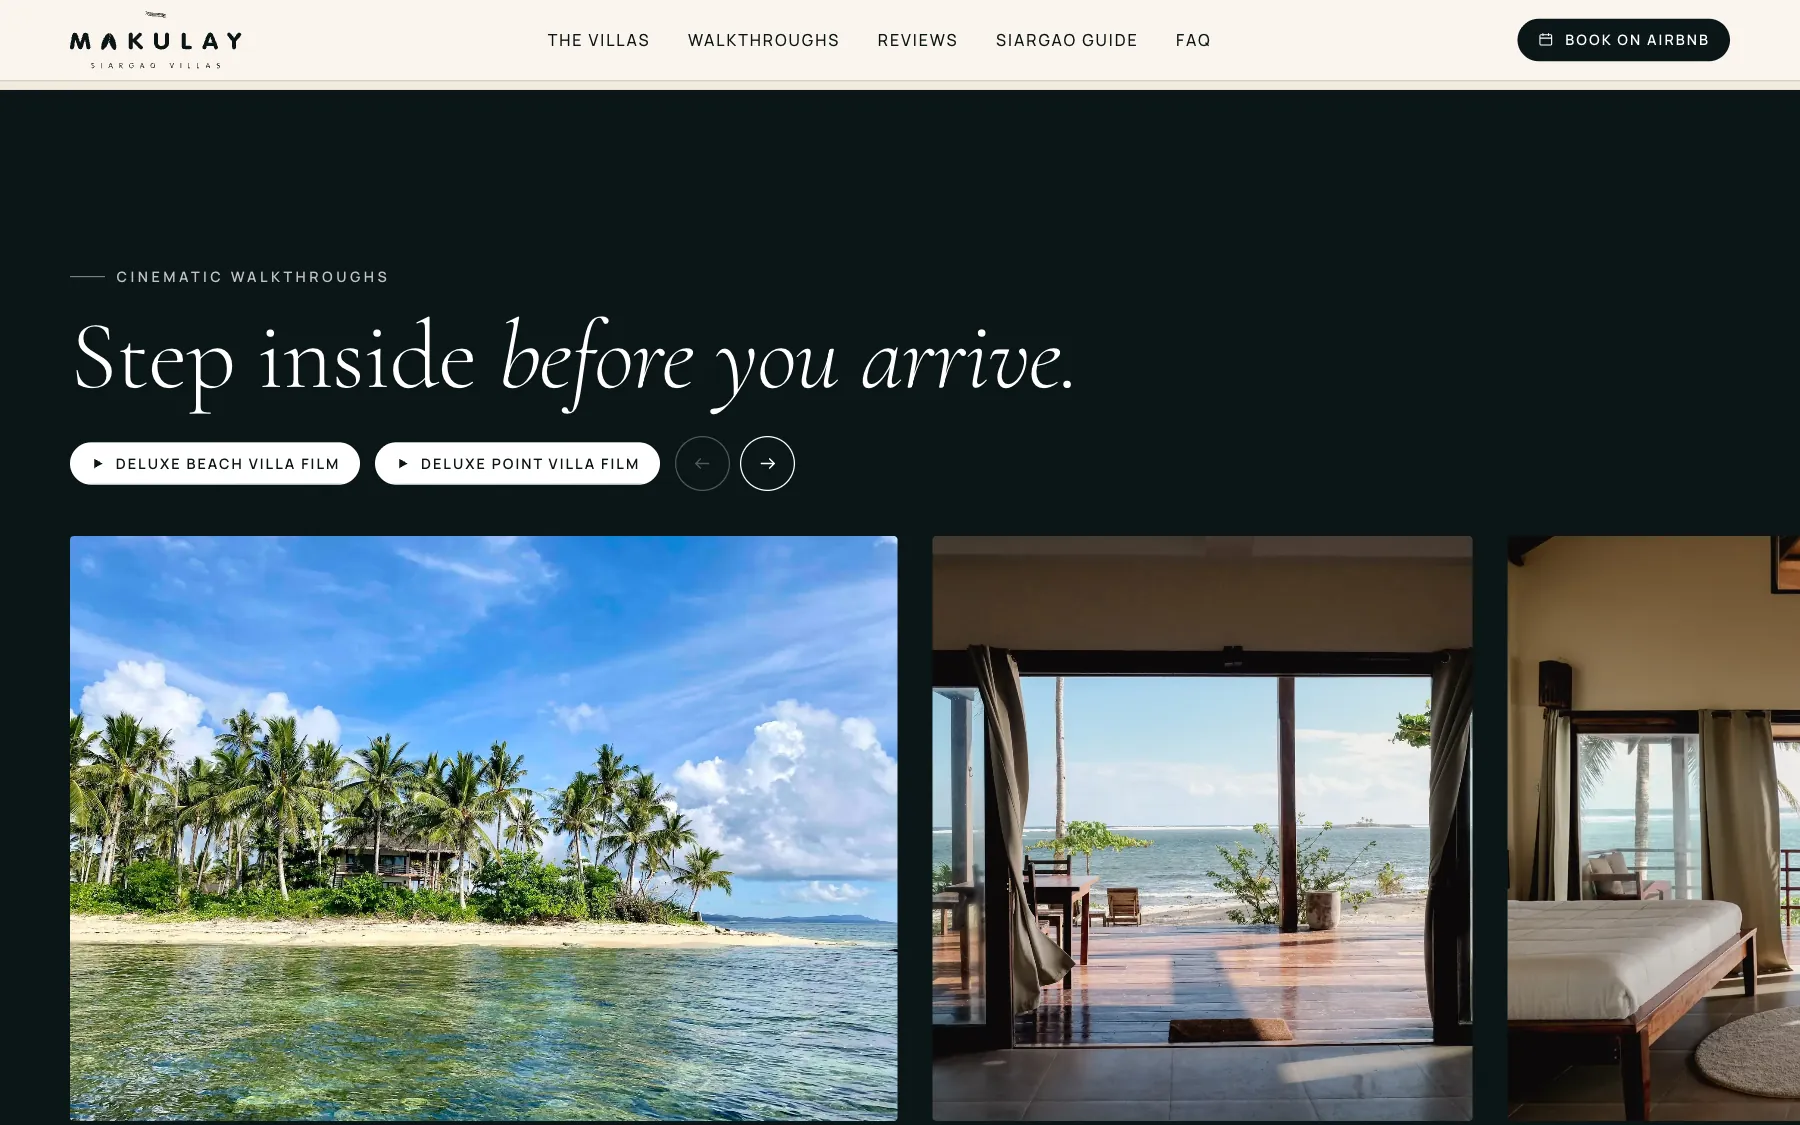 MAKULAY
SIARGAO VILLAS
THE VILLAS
WALKTHROUGHS
REVIEWS
SIARGAO GUIDE
FAQ
BOOK ON AIRBNB
CINEMATIC WALKTHROUGHS
Step inside before you arrive.
DELUXE BEACH VILLA FILM
DELUXE POINT VILLA FILM